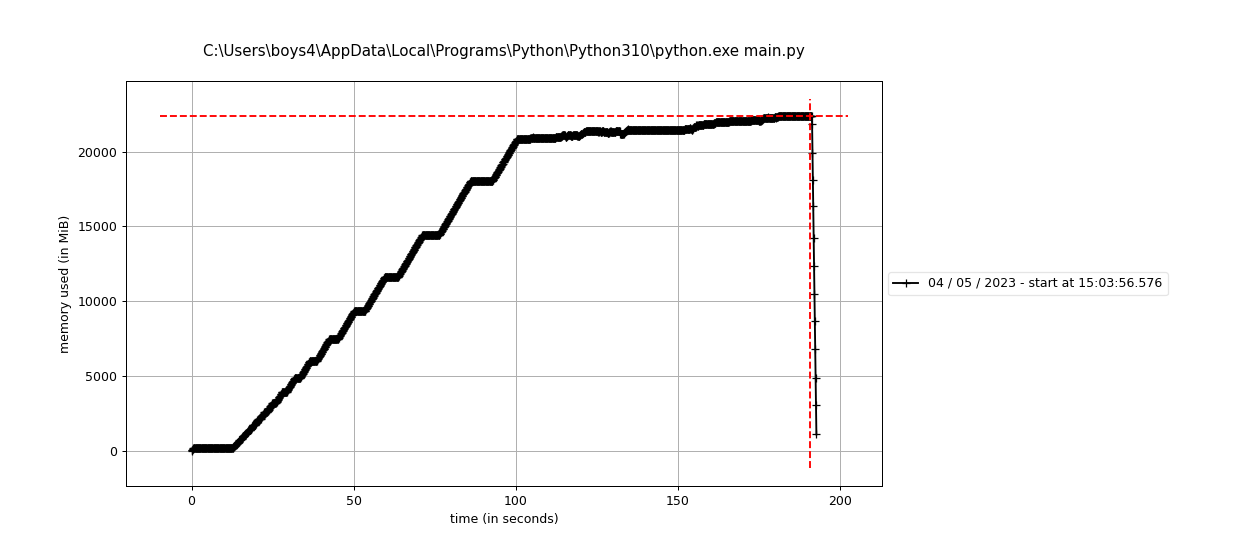 C:\Users\boys4\AppData\Local\Programs\Python\Python310\python.exe main.py
memory used (in MiB)
20000
15000
10000
5000
0
04 / 05 / 2023 - start at 15:03:56.576
0 50 100 150 200
time (in seconds)